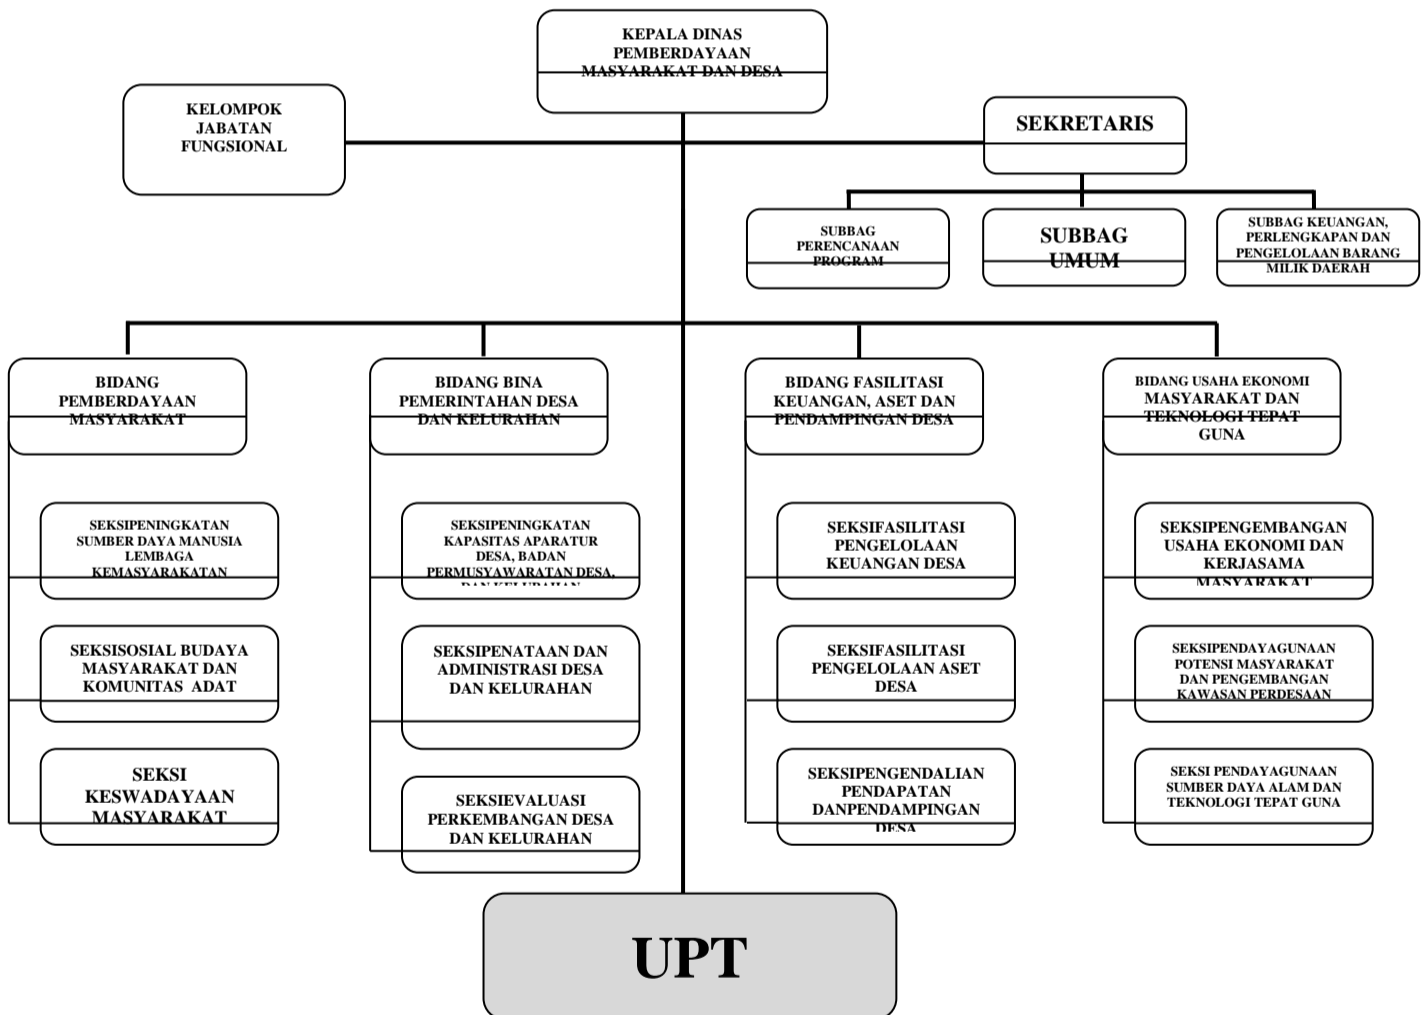 KEPALA DINAS
PEMBERDAYAAN
MASYARAKAT DAN DESA
KELOMPOK
JABATAN
FUNGSIONAL
SEKRETARIS
SUBBAG
PERENCANAAN
PROGRAM
SUBBAG
UMUM
SUBBAG KEUANGAN,
PERLENGKAPAN DAN
PENGELOLAAN BARANG
MILIK DAERAH
BIDANG
PEMBERDAYAAN
MASYARAKAT
BIDANG BINA
PEMERINTAHAN DESA
DAN KELURAHAN
BIDANG FASILITASI
KEUANGAN, ASET DAN
PENDAMPINGAN DESA
BIDANG USAHA EKONOMI
MASYARAKAT DAN
TEKNOLOGI TEPAT
GUNA
SEKSIPENINGKATAN
SUMBER DAYA MANUSIA
LEMBAGA
KEMASYARAKATAN
SEKSIPENINGKATAN
KAPASITAS APARATUR
DESA, BADAN
PERMUSYAWARATAN DESA,
DAN KELURAHAN
SEKSIFASILITASI
PENGELOLAAN
KEUANGAN DESA
SEKSIPENGEMBANGAN
USAHA EKONOMI DAN
KERJASAMA
MASYARAKAT
SEKSISOSIAL BUDAYA
MASYARAKAT DAN
KOMUNITAS ADAT
SEKSIPENATAAN DAN
ADMINISTRASI DESA
DAN KELURAHAN
SEKSIFASILITASI
PENGELOLAAN ASET
DESA
SEKSIPENDAYAGUNAAN
POTENSI MASYARAKAT
DAN PENGEMBANGAN
KAWASAN PERDESAAN
SEKSI
KESWADAYAAN
MASYARAKAT
SEKSIEVALUASI
PERKEMBANGAN DESA
DAN KELURAHAN
SEKSIPENGENDALIAN
PENDAPATAN
DANPENDAMPINGAN
DESA
SEKSI PENDAYAGUNAAN
SUMBER DAYA ALAM DAN
TEKNOLOGI TEPAT GUNA
UPT